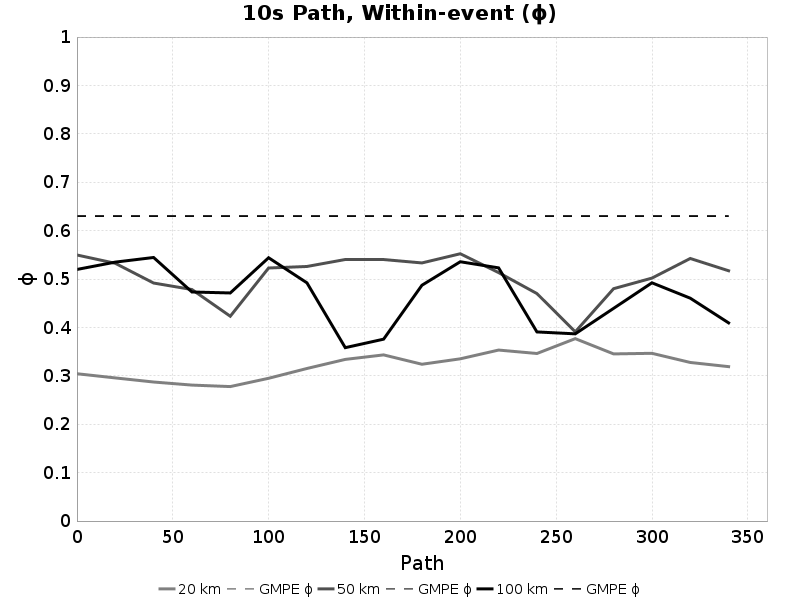 10s Path, Within-event (ϕ)
1
0.9
0.8
0.7
0.6
0.5
0.4
0.3
0.2
0.1
0
ϕ
0 50 100 150 200 250 300 350
Path
20 km GMPE ϕ 50 km GMPE ϕ 100 km GMPE ϕ